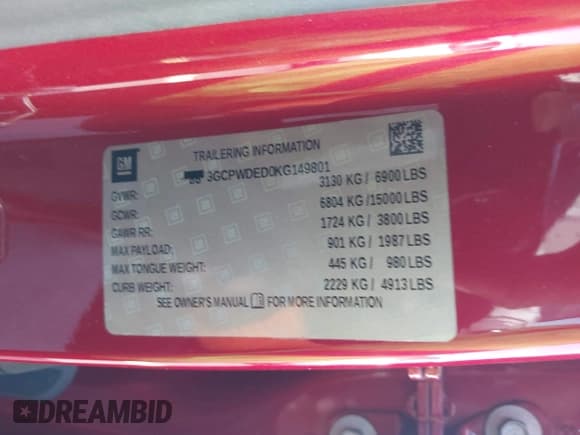 GM
TRAILERING INFORMATION
3GCPWDED0KG149801
GVWR: 3130 KG / 6900 LBS
GCWR: 6804 KG / 15000 LBS
GAWR RR: 1724 KG / 3800 LBS
MAX PAYLOAD: 901 KG / 1987 LBS
MAX TONGUE WEIGHT: 445 KG / 980 LBS
CURB WEIGHT: 2229 KG / 4913 LBS
SEE OWNER'S MANUAL FOR MORE INFORMATION
DREAMBID